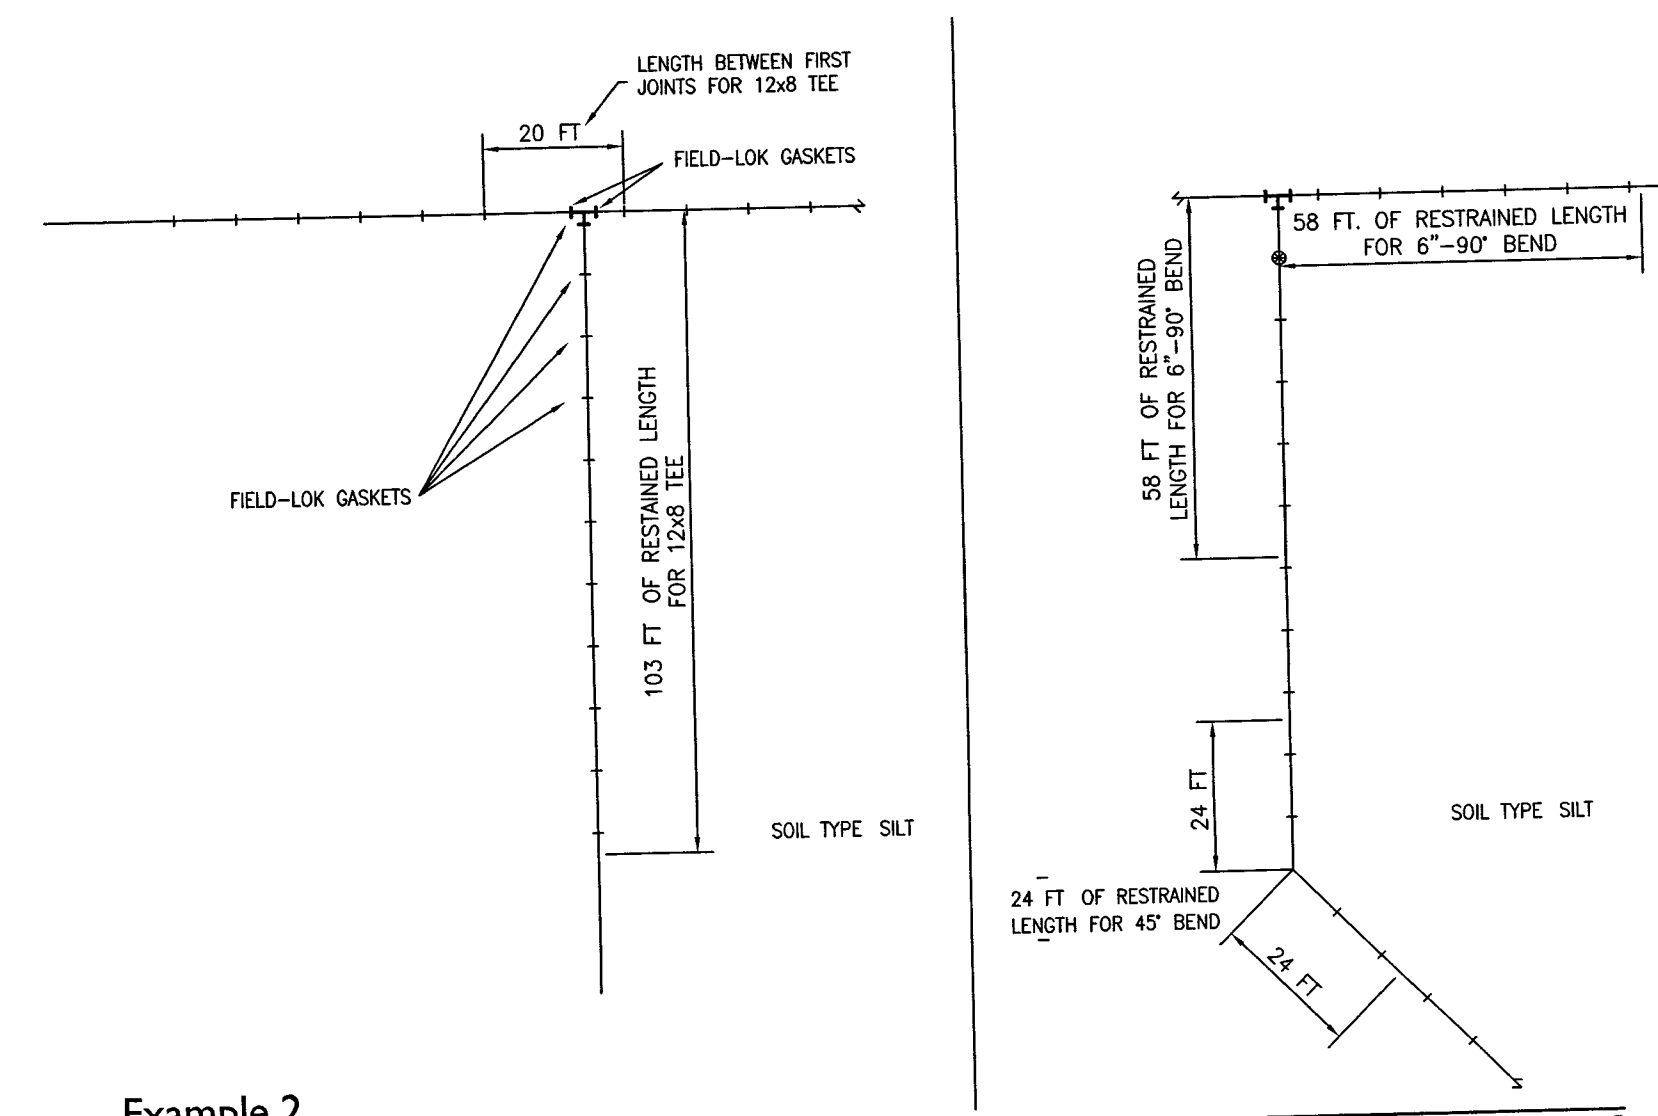 LENGTH BETWEEN FIRST
JOINTS FOR 12x8 TEE
20 FT
FIELD-LOK GASKETS
FIELD-LOK GASKETS
103 FT OF RESTAINED LENGTH
FOR 12x8 TEE
SOIL TYPE SILT
58 FT. OF RESTRAINED LENGTH
FOR 6"-90° BEND
58 FT OF RESTRAINED
LENGTH FOR 6"-90° BEND
24 FT
SOIL TYPE SILT
24 FT OF RESTRAINED
LENGTH FOR 45° BEND
24 FT
Example 2